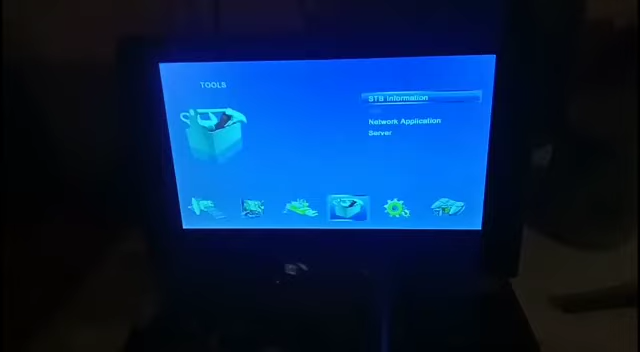 TOOLS
STB Information
Network Application
Server